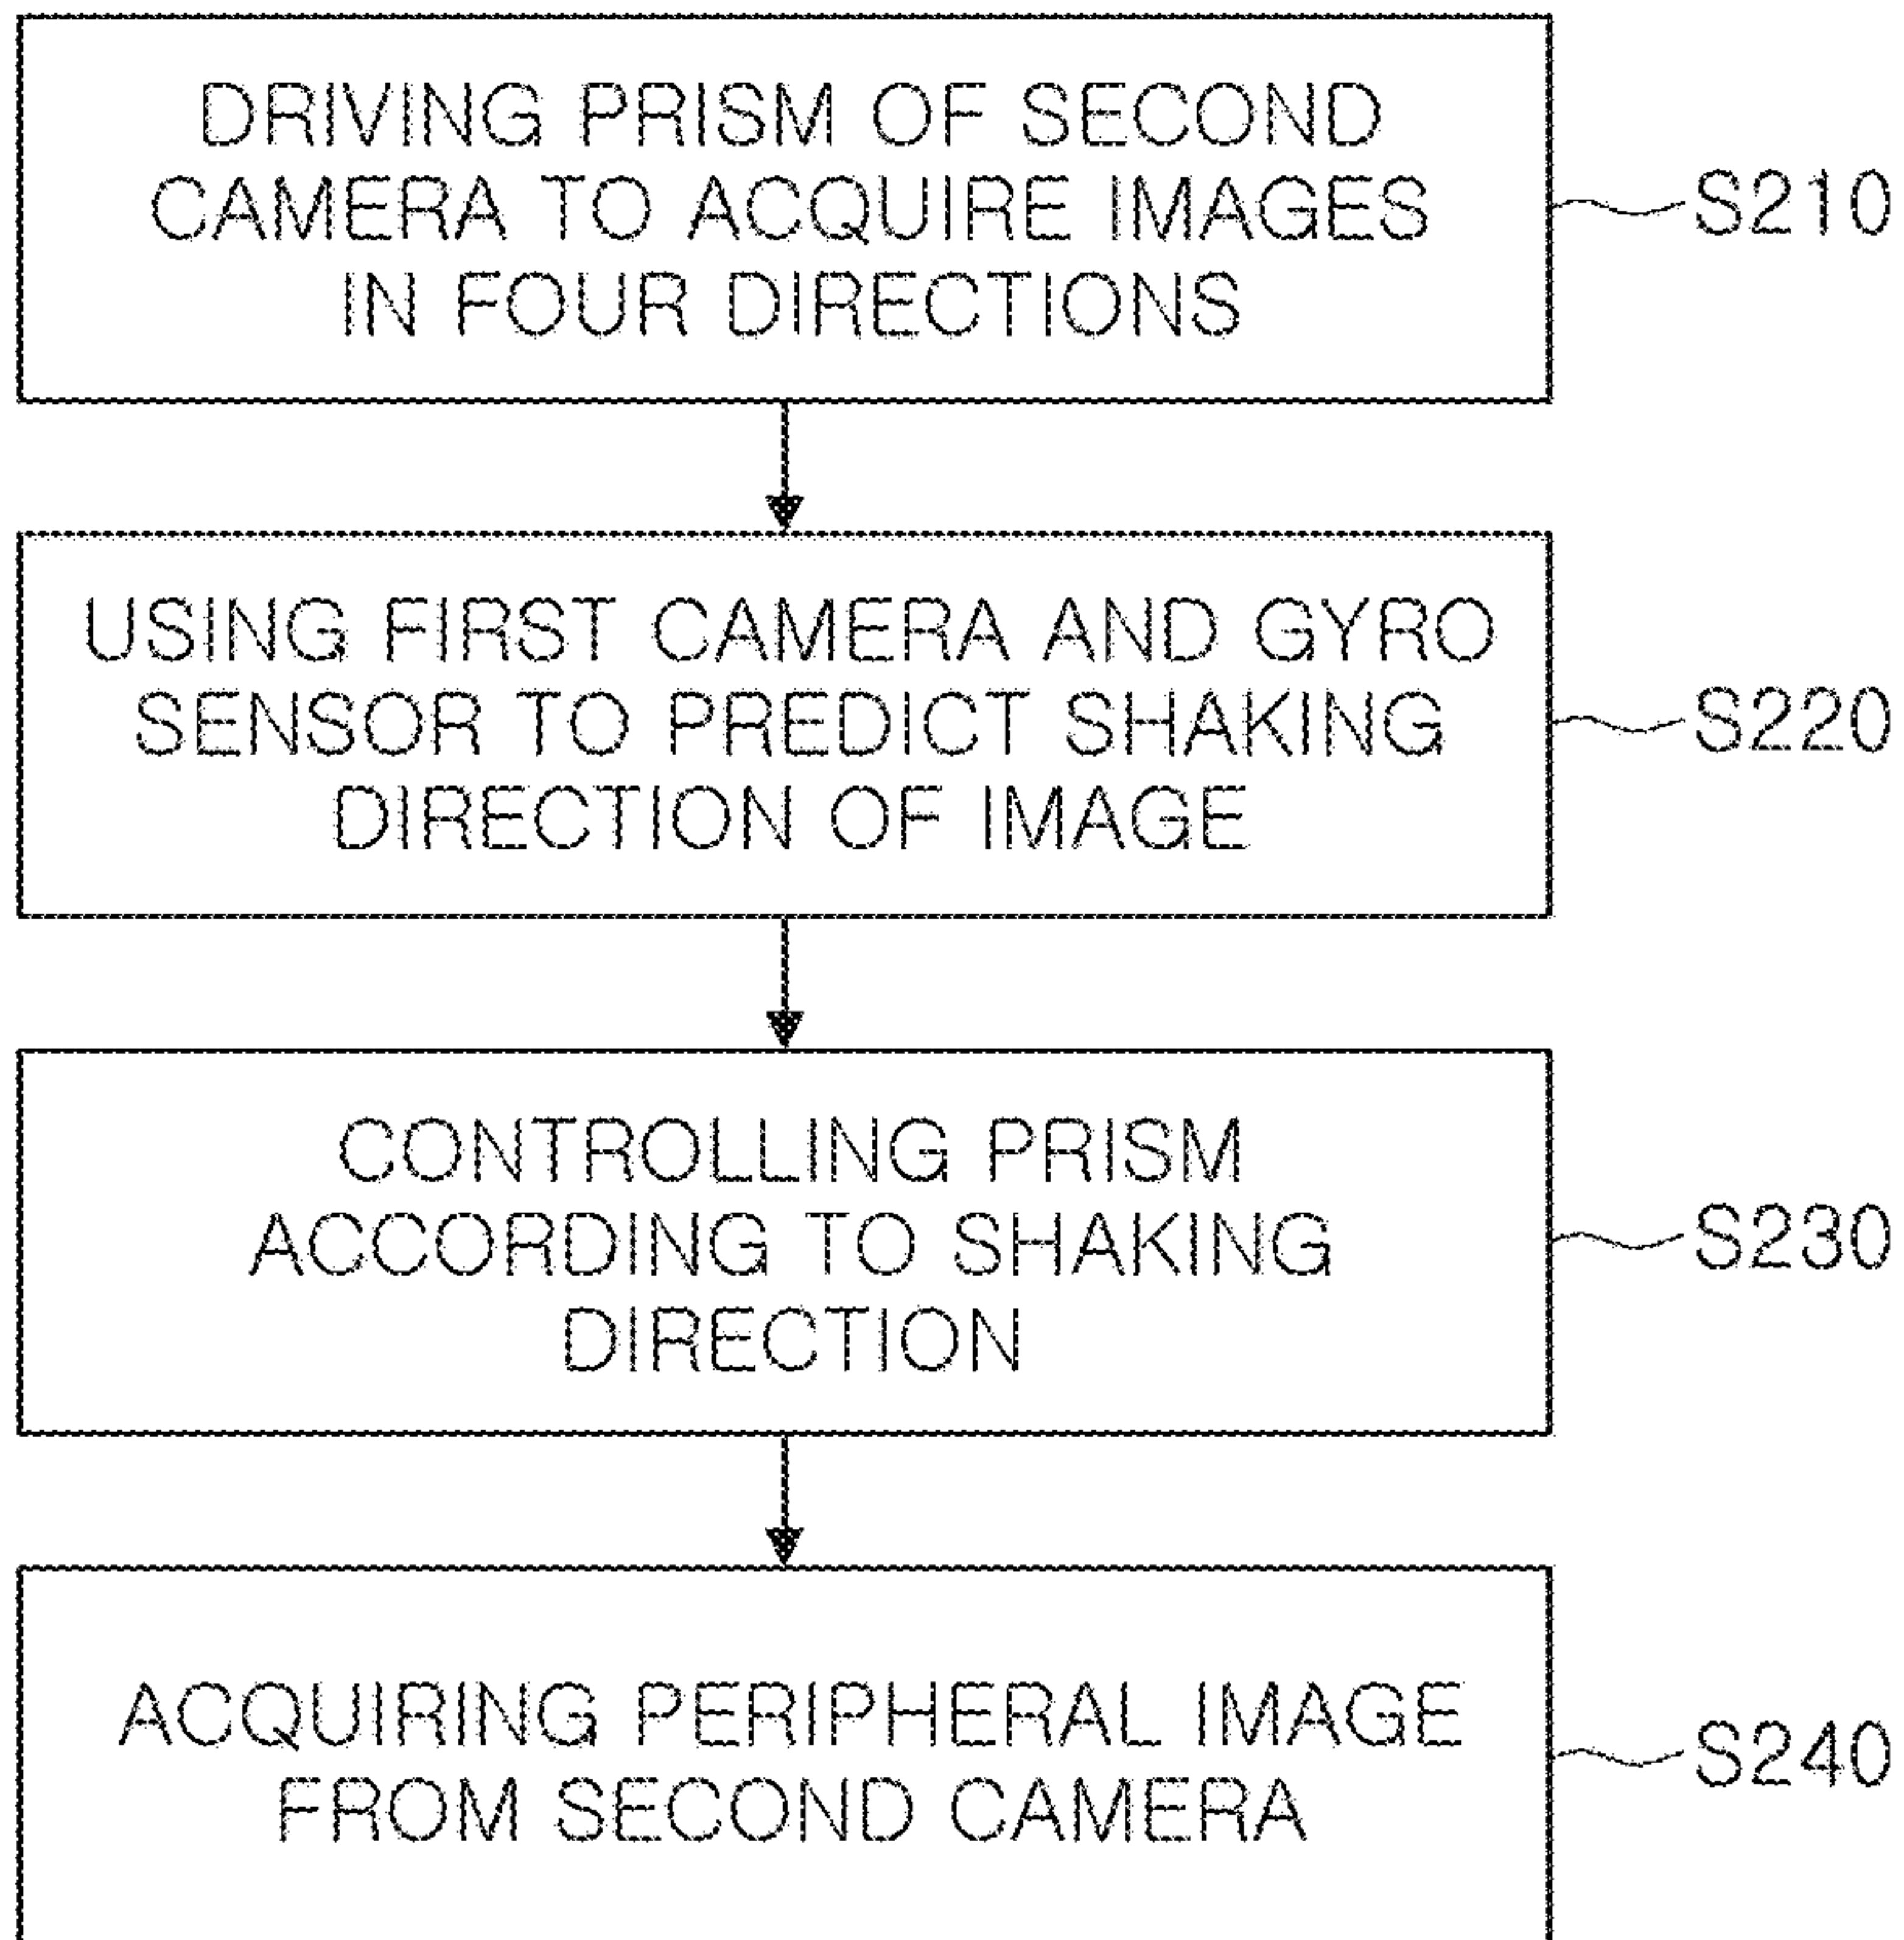 DRIVING PRISM OF SECOND
CAMERA TO ACQUIRE IMAGES
IN FOUR DIRECTIONS
S210
USING FIRST CAMERA AND GYRO
SENSOR TO PREDICT SHAKING
DIRECTION OF IMAGE
S220
CONTROLLING PRISM
ACCORDING TO SHAKING
DIRECTION
S230
ACQUIRING PERIPHERAL IMAGE
FROM SECOND CAMERA
S240